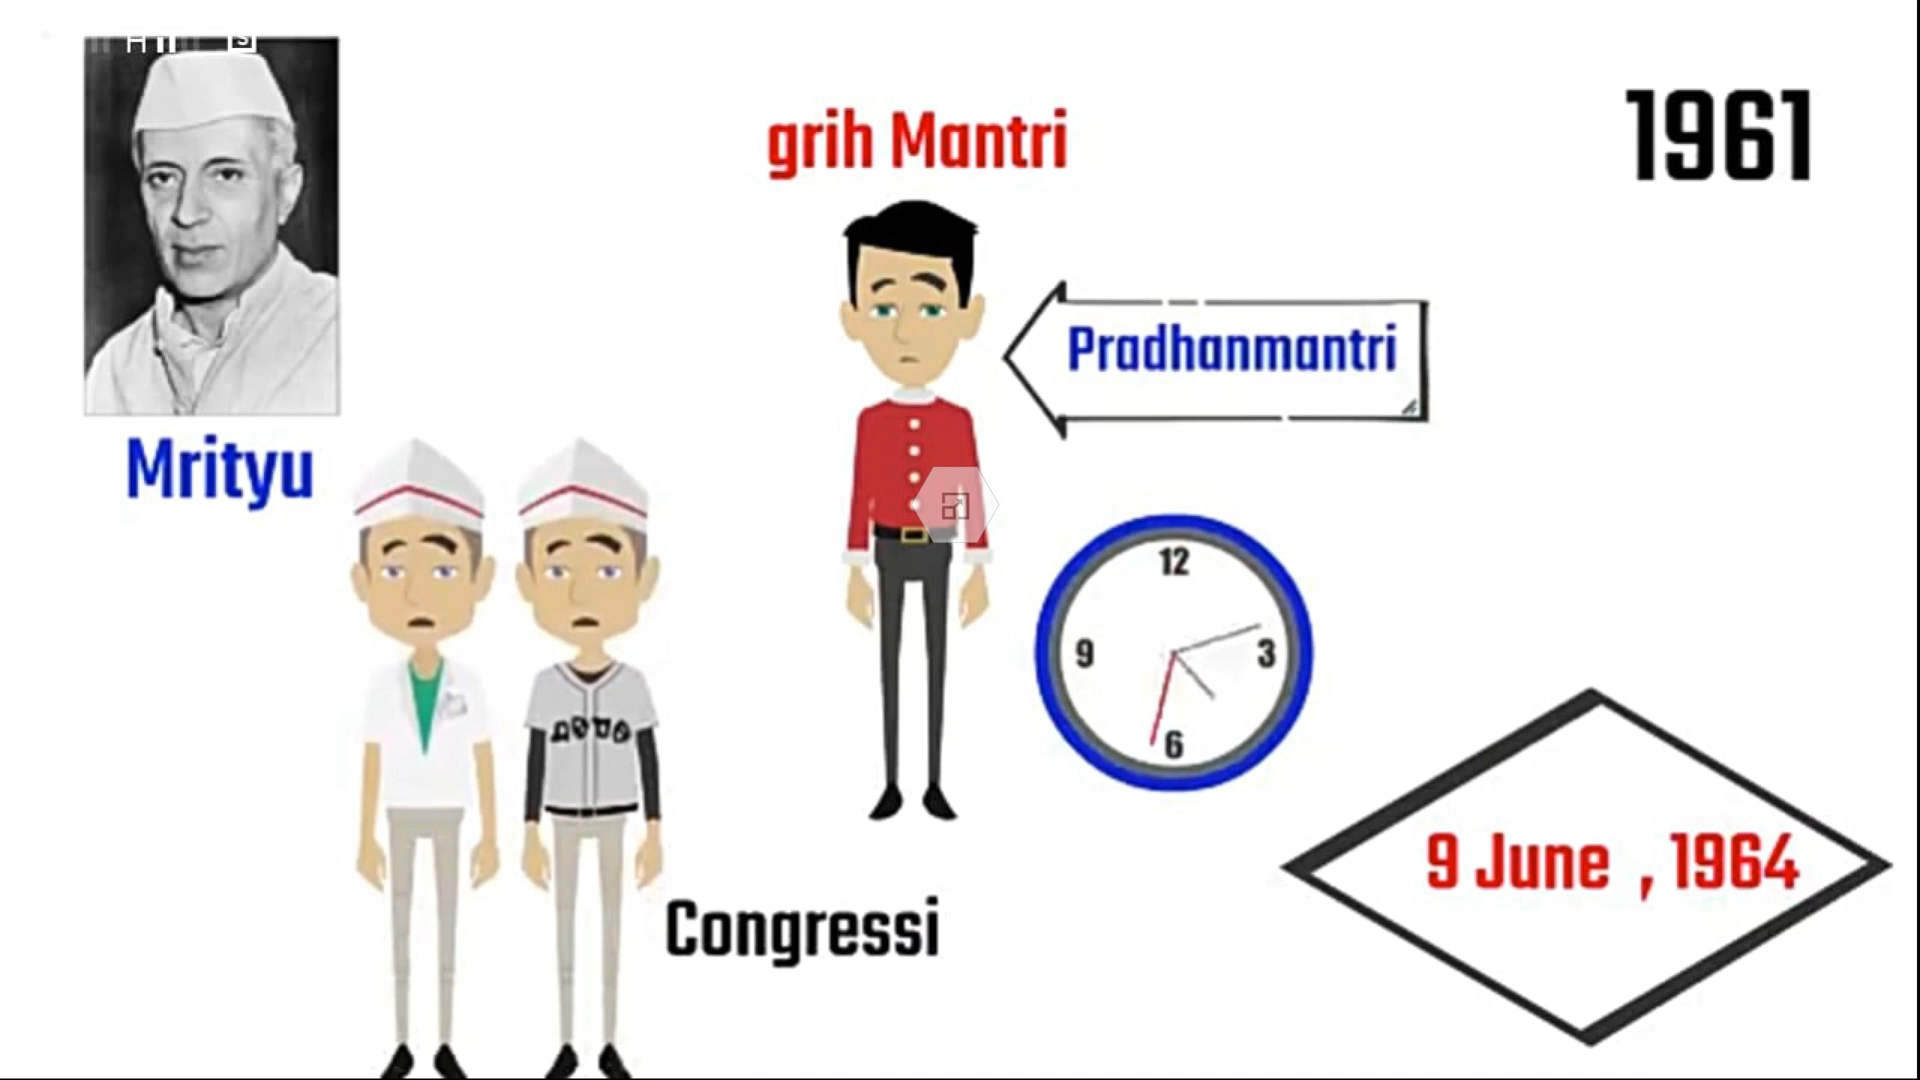 grih Mantri
1961
Pradhanmantri
Mrityu
12
9
3
6
9 June , 1964
Congressi